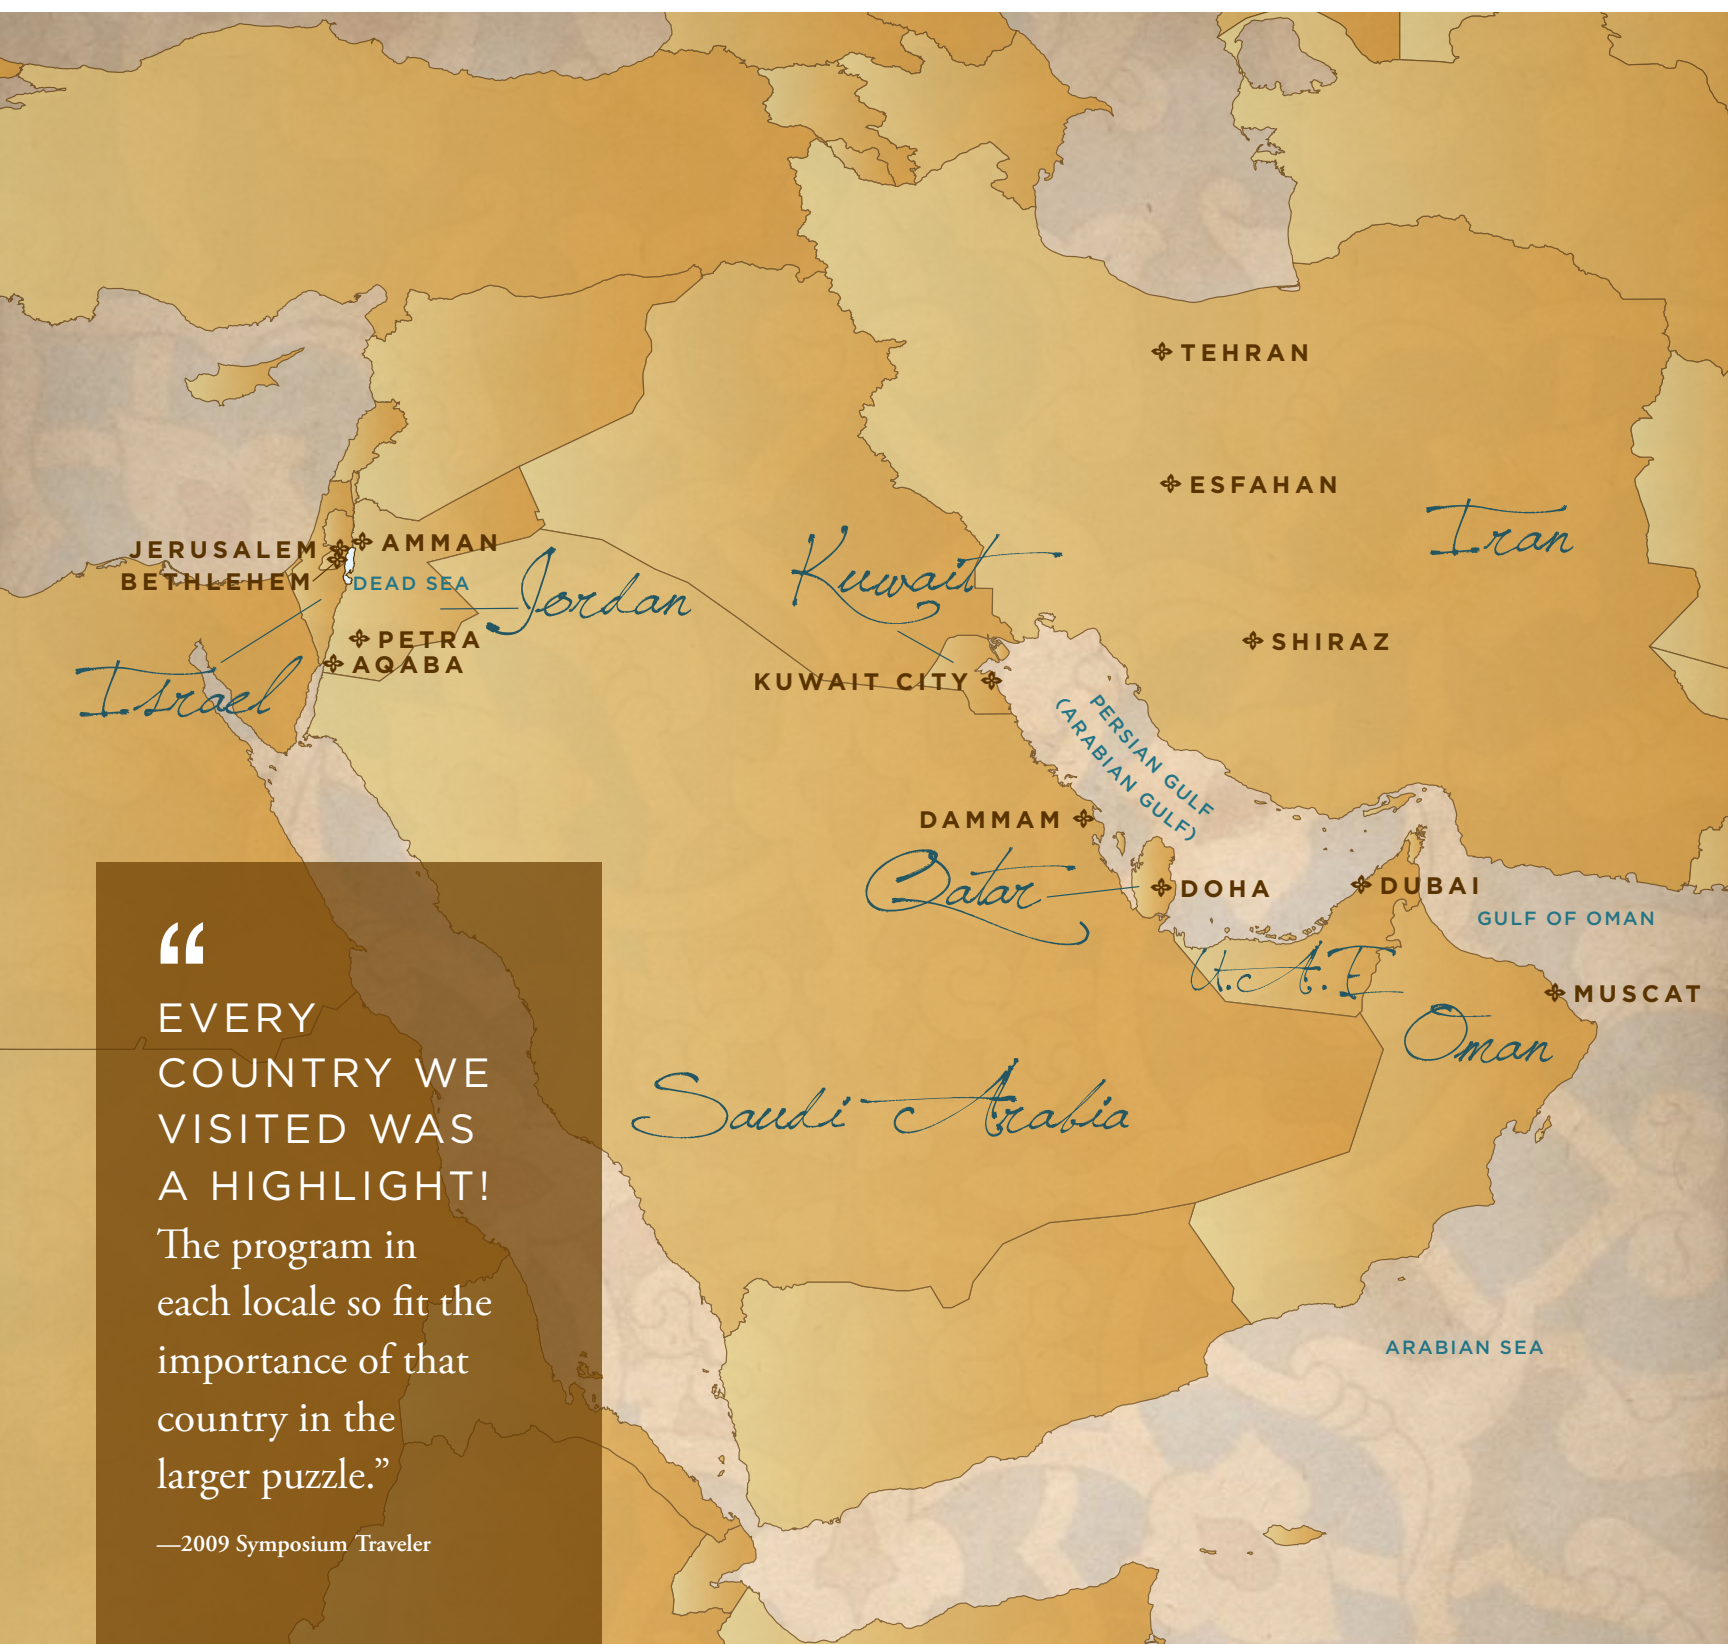 TEHRAN
ESFAHAN
Iran
Kuwait
JERUSALEM
AMMAN
BETHLEHEM
DEAD SEA
Jordan
PETRA
SHIRAZ
AQABA
Israel
KUWAIT CITY
PERSIAN GULF
(ARABIAN GULF)
DAMMAM
Qatar
DOHA
DUBAI
GULF OF OMAN
U.A.E
MUSCAT
Oman
Saudi Arabia
ARABIAN SEA
“
EVERY
COUNTRY WE
VISITED WAS
A HIGHLIGHT!
The program in
each locale so fit the
importance of that
country in the
larger puzzle.”
—2009 Symposium Traveler